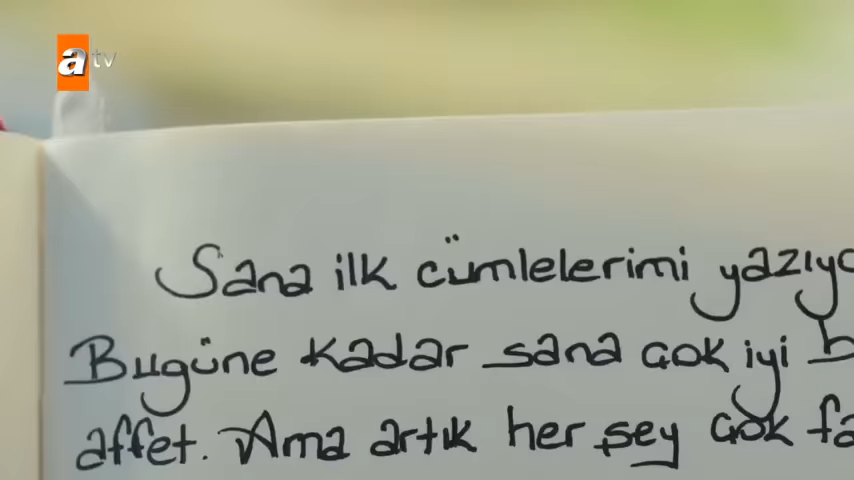 atv
Sana ilk cümlelerimi
Bugüne kadar sana çok iyi
affet. Ama artık her şey çok